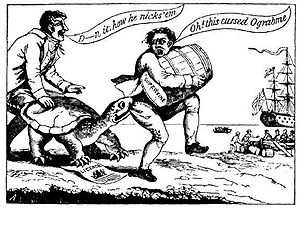 D—n it, how he nicks 'em
Oh! this cursed Ograbme